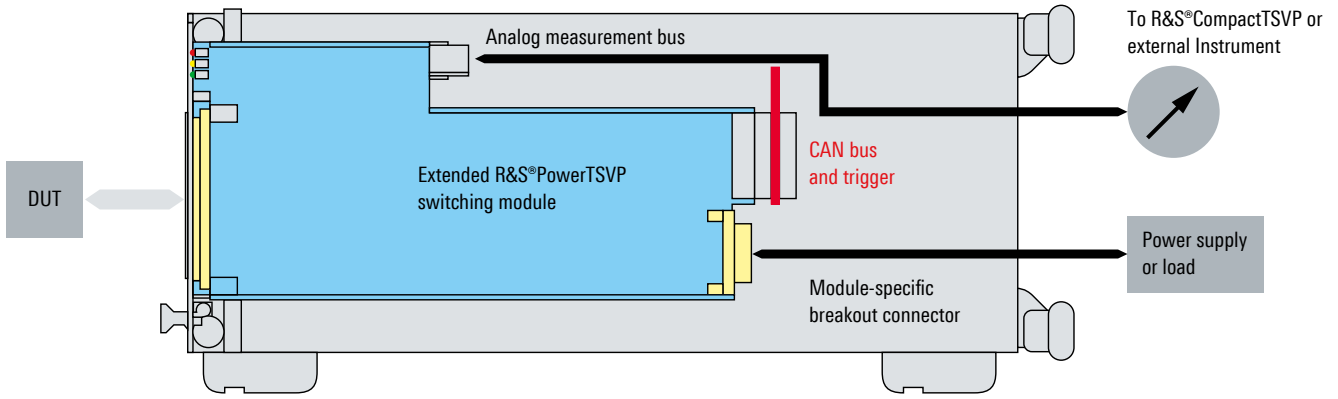 To R&S®CompactTSVP or
external Instrument
Analog measurement bus
CAN bus
and trigger
Extended R&S®PowerTSVP
switching module
DUT
Power supply
or load
Module-specific
breakout connector